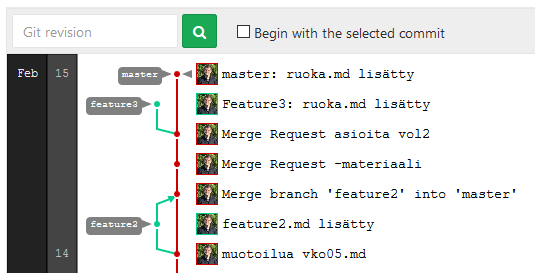 Git revision
Begin with the selected commit
Feb 15 master master: ruoka.md lisätty
feature3 Feature3: ruoka.md lisätty
Merge Request asioita vol2
Merge Request -materiaali
Merge branch 'feature2' into 'master'
feature2 feature2.md lisätty
14 muotoilua vko05.md